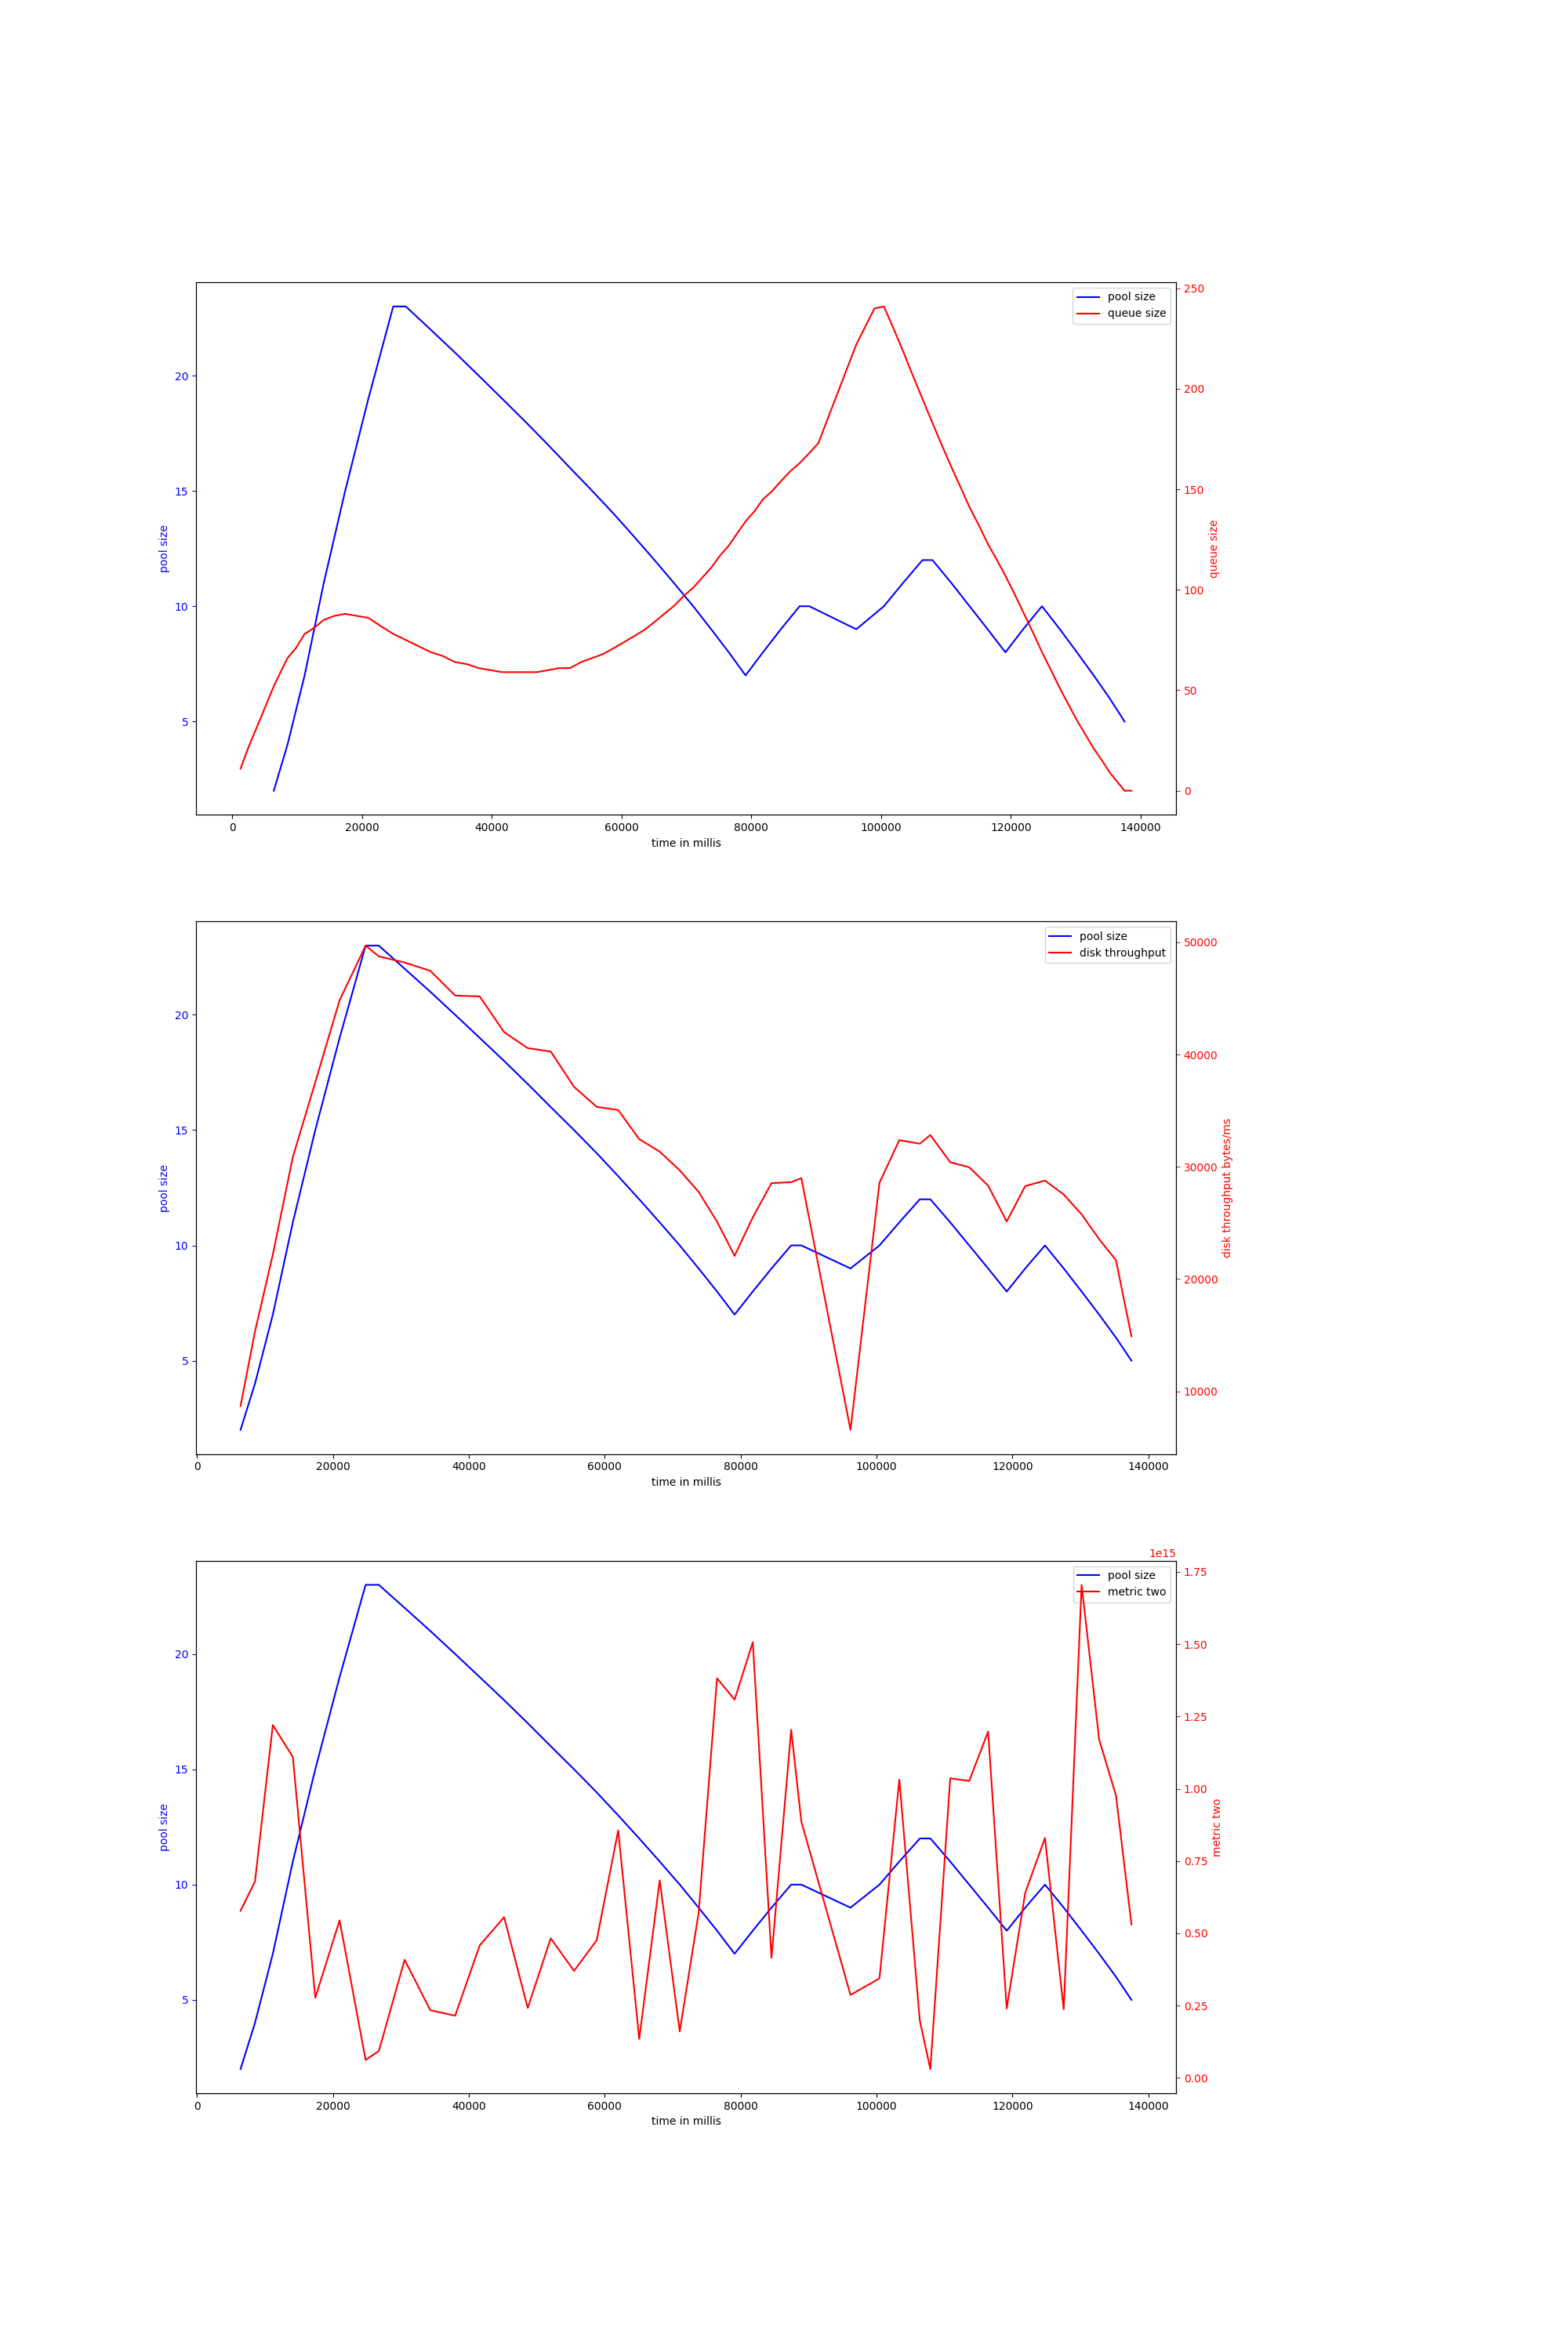 pool size
queue size
250
200
150
100
50
0
20
15
10
5
pool size
queue size
0 20000 40000 60000 80000 100000 120000 140000
time in millis
pool size
disk throughput
50000
40000
30000
20000
10000
20
15
10
5
pool size
disk throughput bytes/ms
0 20000 40000 60000 80000 100000 120000 140000
time in millis
1e15
pool size
metric two
1.75
1.50
1.25
1.00
0.75
0.50
0.25
0.00
20
15
10
5
pool size
metric two
0 20000 40000 60000 80000 100000 120000 140000
time in millis